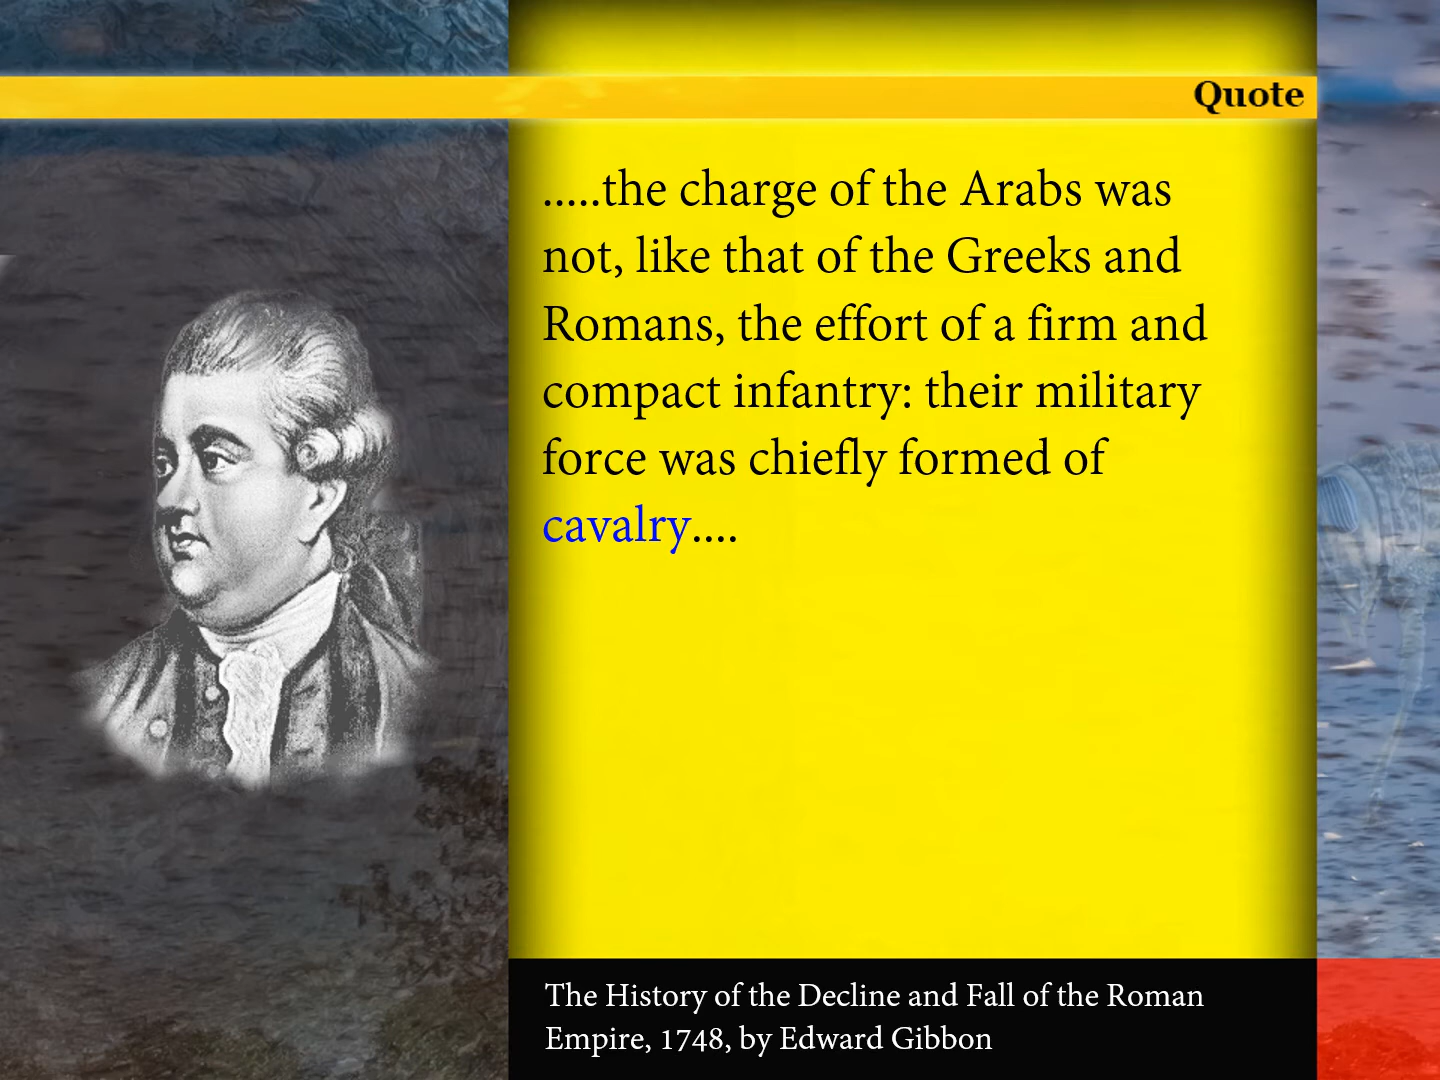 Quote
.....the charge of the Arabs was
not, like that of the Greeks and
Romans, the effort of a firm and
compact infantry: their military
force was chiefly formed of
cavalry....
The History of the Decline and Fall of the Roman
Empire, 1748, by Edward Gibbon